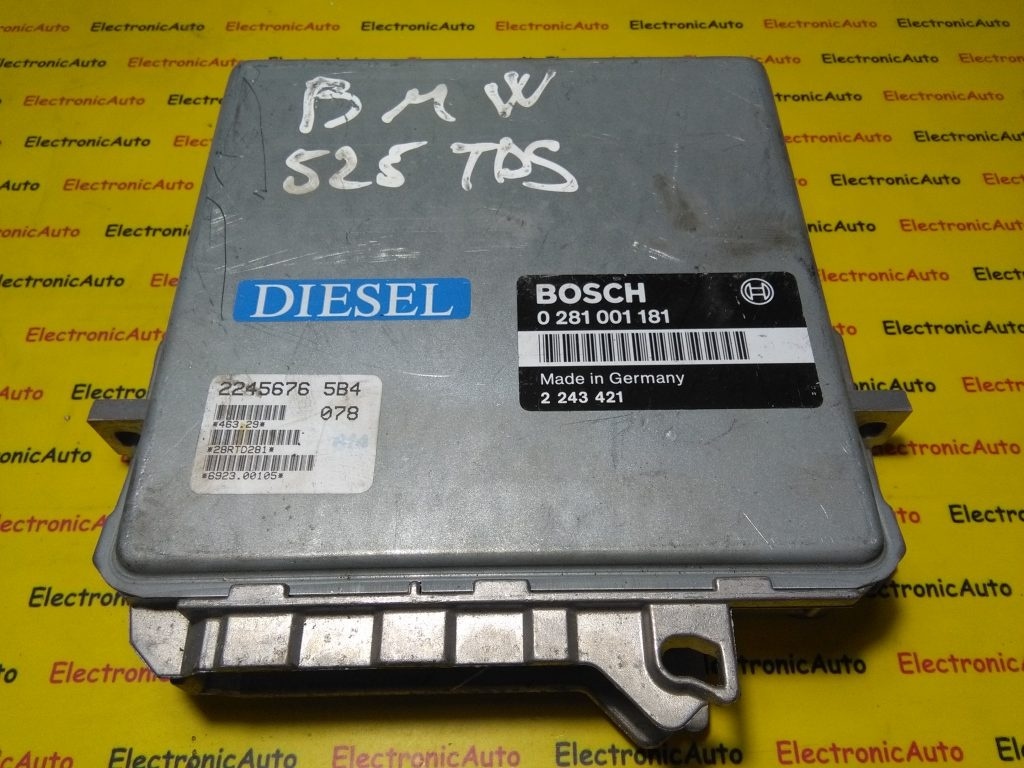 BMW
525 TDS
DIESEL
BOSCH
0 281 001 181
Made in Germany
2 243 421
2245676 5B4
078
*463.29*
*28RTD281*
*6923.00105*
ElectronicAuto